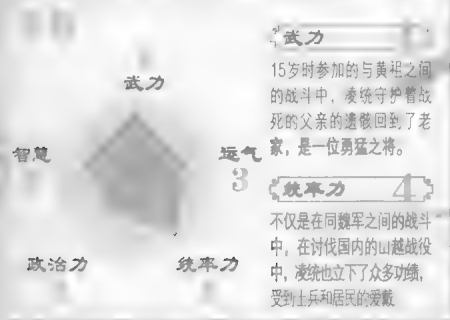 武力
智慧
运气
3
政治力
统率力
武力
15岁时参加的与黄祖之间
的战斗中，凌统守护着战
死的父亲的遗骸回到了老
家，是一位勇猛之将。
统率力 4
不仅是在同魏军之间的战斗
中，在讨伐国内的山越战役
中，凌统也立下了众多功绩，
受到士兵和居民的爱戴